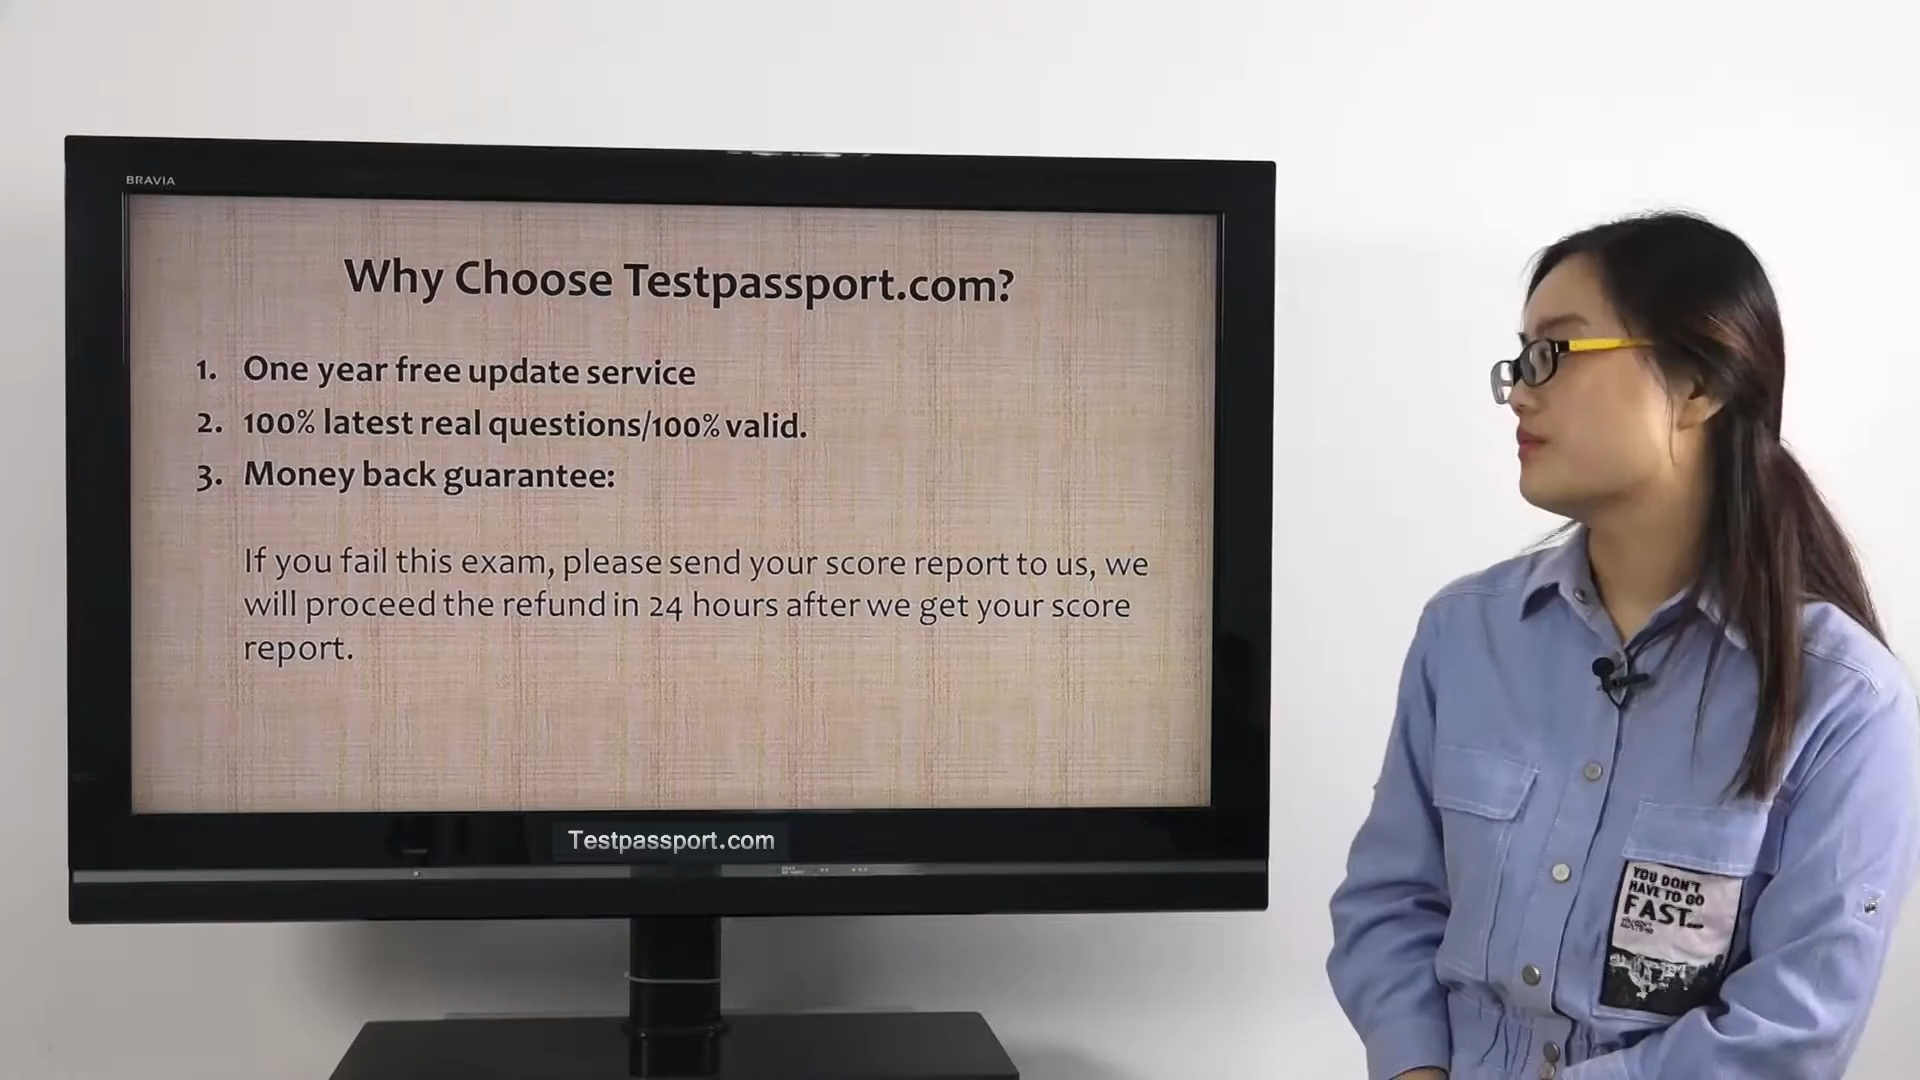 BRAVIA
Why Choose Testpassport.com?
1. One year free update service
2. 100% latest real questions/100% valid.
3. Money back guarantee:
If you fail this exam, please send your score report to us, we
will proceed the refund in 24 hours after we get your score
report.
Testpassport.com
YOU DON'T
HAVE TO GO
FAST...